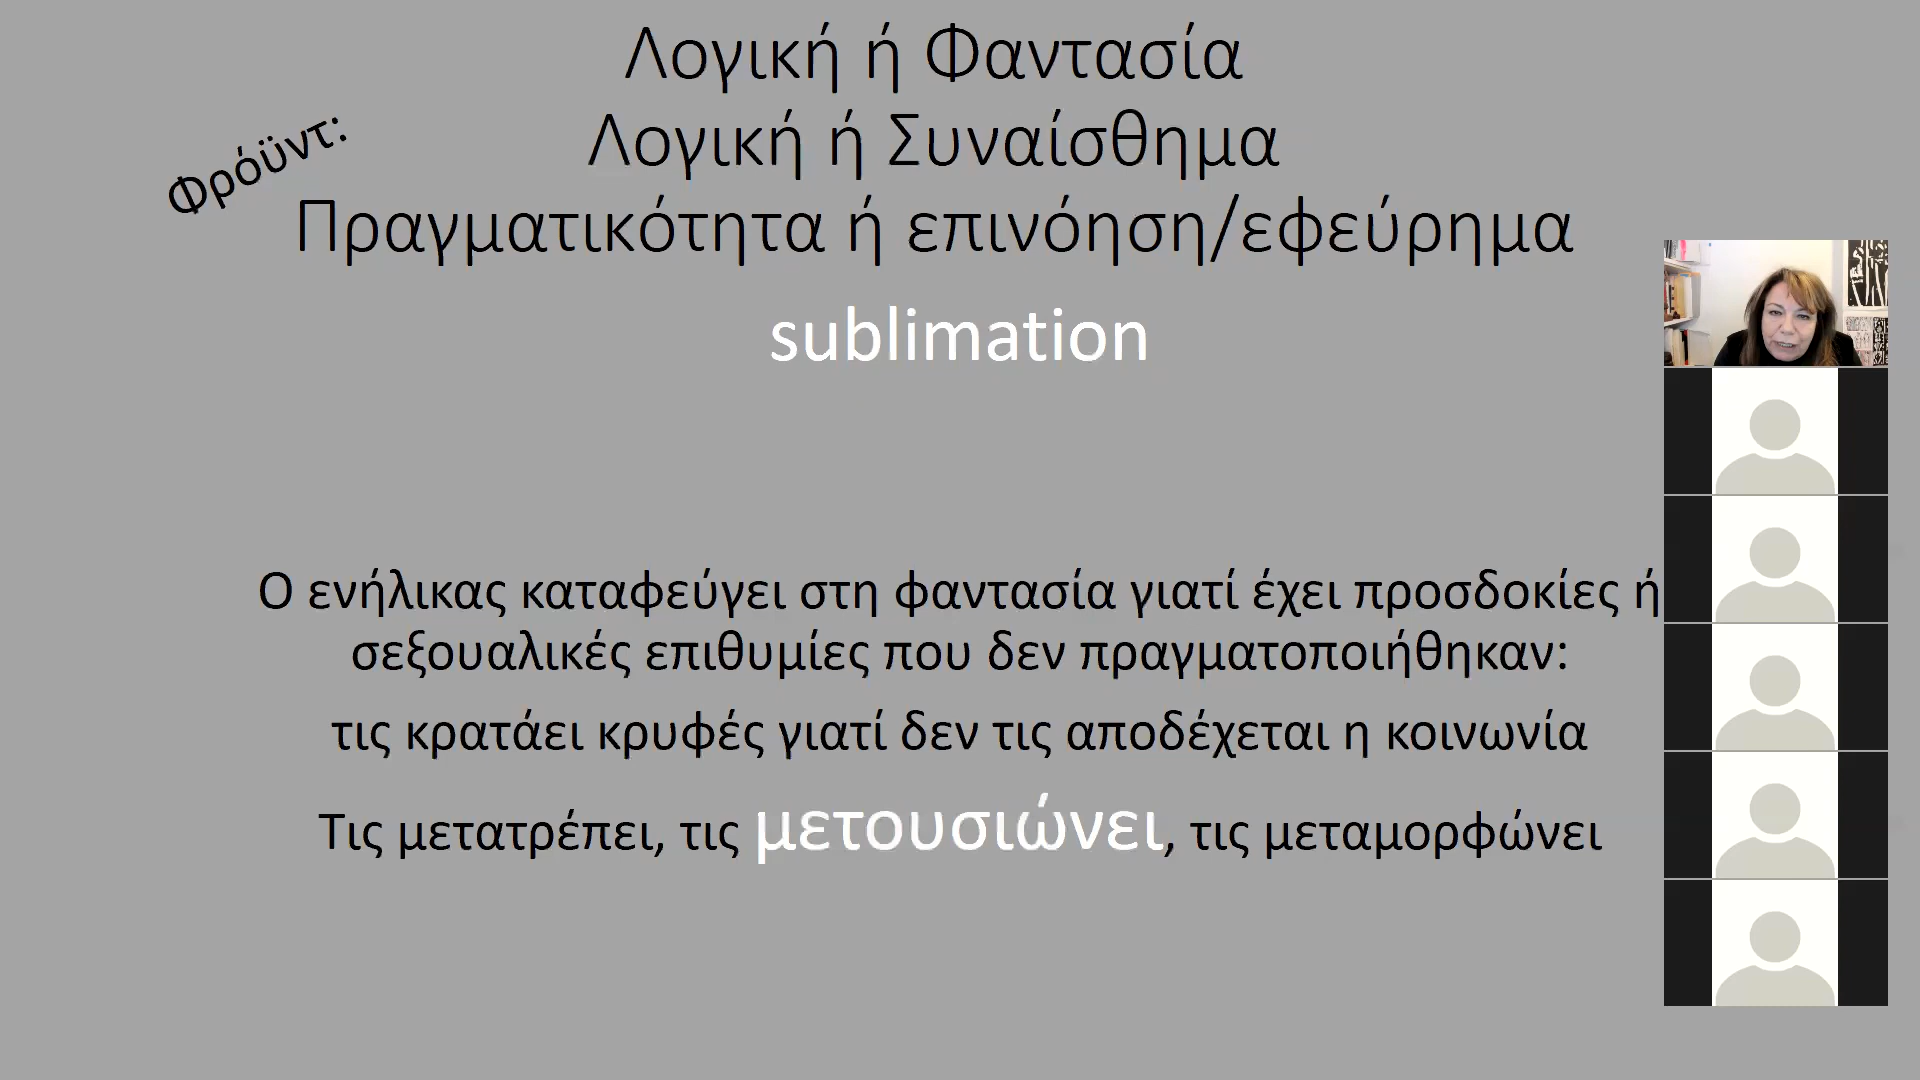 Λογική ή Φαντασία
Φρόϋντ:
Λογική ή Συναίσθημα
Πραγματικότητα ή επινόηση/εφεύρημα
sublimation
Ο ενήλικας καταφεύγει στη φαντασία γιατί έχει προσδοκίες ή
σεξουαλικές επιθυμίες που δεν πραγματοποιήθηκαν:
τις κρατάει κρυφές γιατί δεν τις αποδέχεται η κοινωνία
Τις μετατρέπει, τις μετουσιώνει, τις μεταμορφώνει